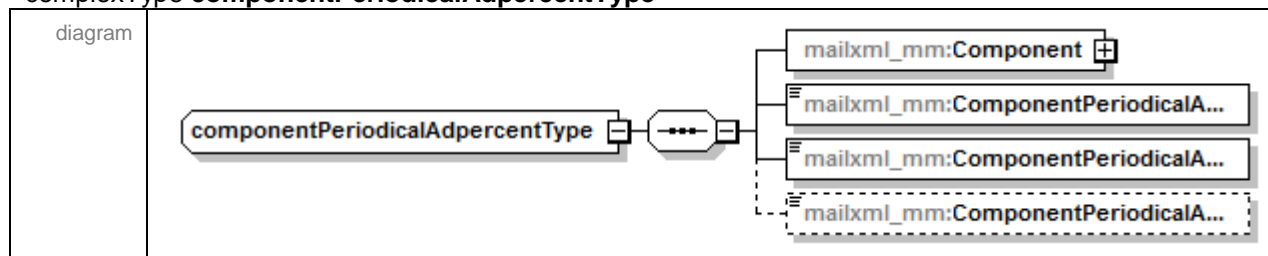 complexType componentPeriodicalAdpercentType
diagram
mailxml_mm:Component
componentPeriodicalAdpercentType
mailxml_mm:ComponentPeriodicalA...
mailxml_mm:ComponentPeriodicalA...
mailxml_mm:ComponentPeriodicalA...